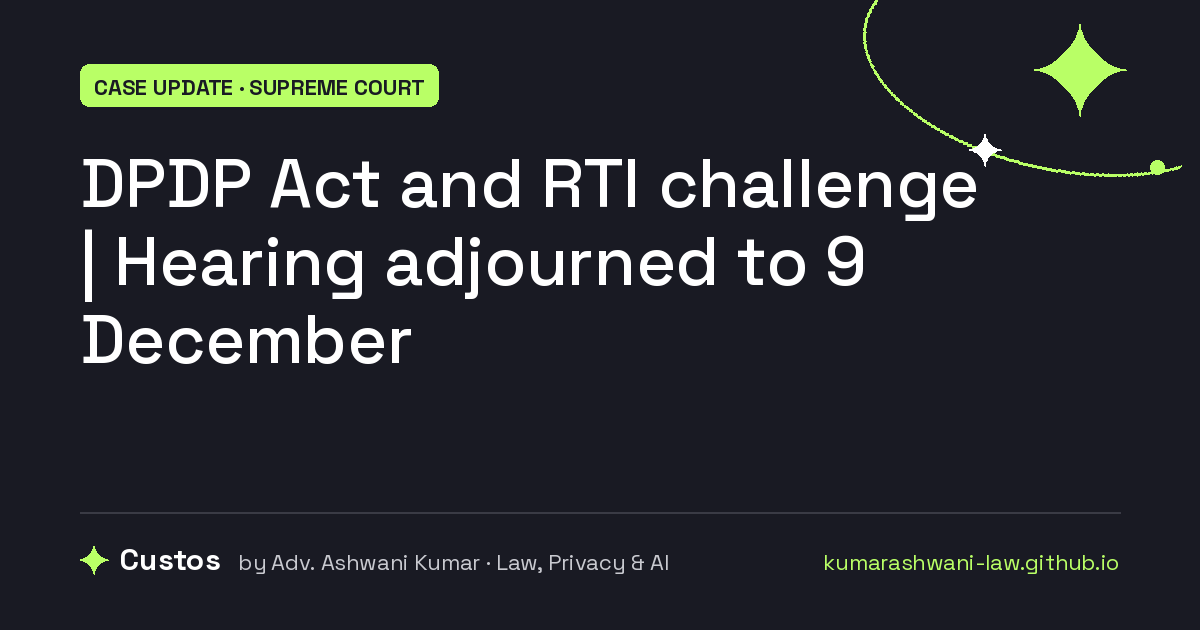 CASE UPDATE · SUPREME COURT
DPDP Act and RTI challenge
| Hearing adjourned to 9
December
Custos by Adv. Ashwani Kumar · Law, Privacy & AI
kumarashwani-law.github.io